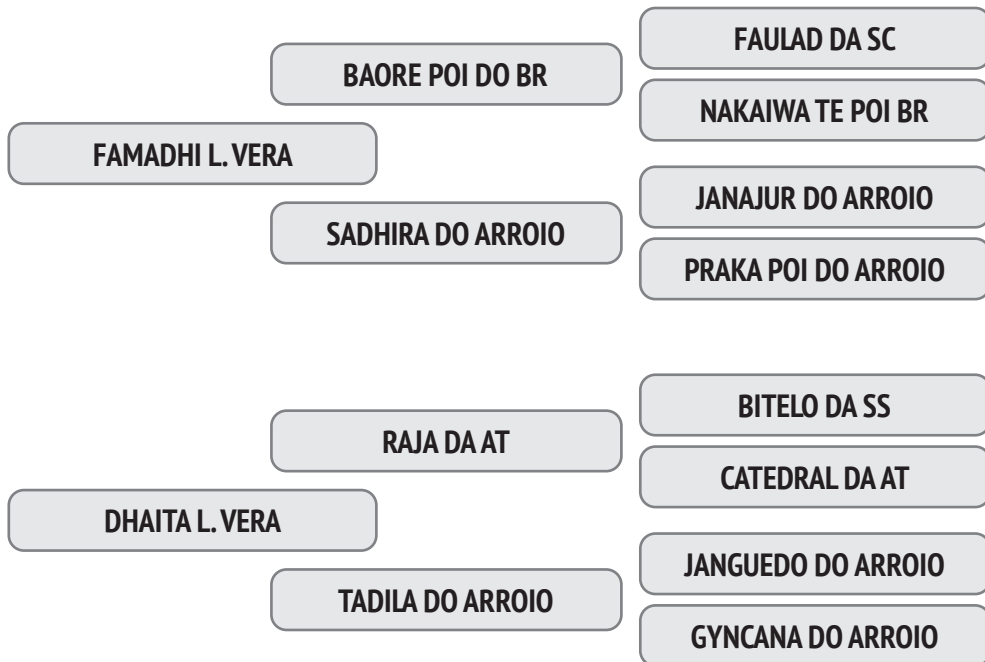 FAULAD DA SC
BAORE POI DO BR
NAKAIWA TE POI BR
FAMADHI L. VERA
JANAJUR DO ARROIO
SADHIRA DO ARROIO
PRAKA POI DO ARROIO
BITELO DA SS
RAJA DA AT
CATEDRAL DA AT
DHAITA L. VERA
JANGUEDO DO ARROIO
TADILA DO ARROIO
GYNCANA DO ARROIO